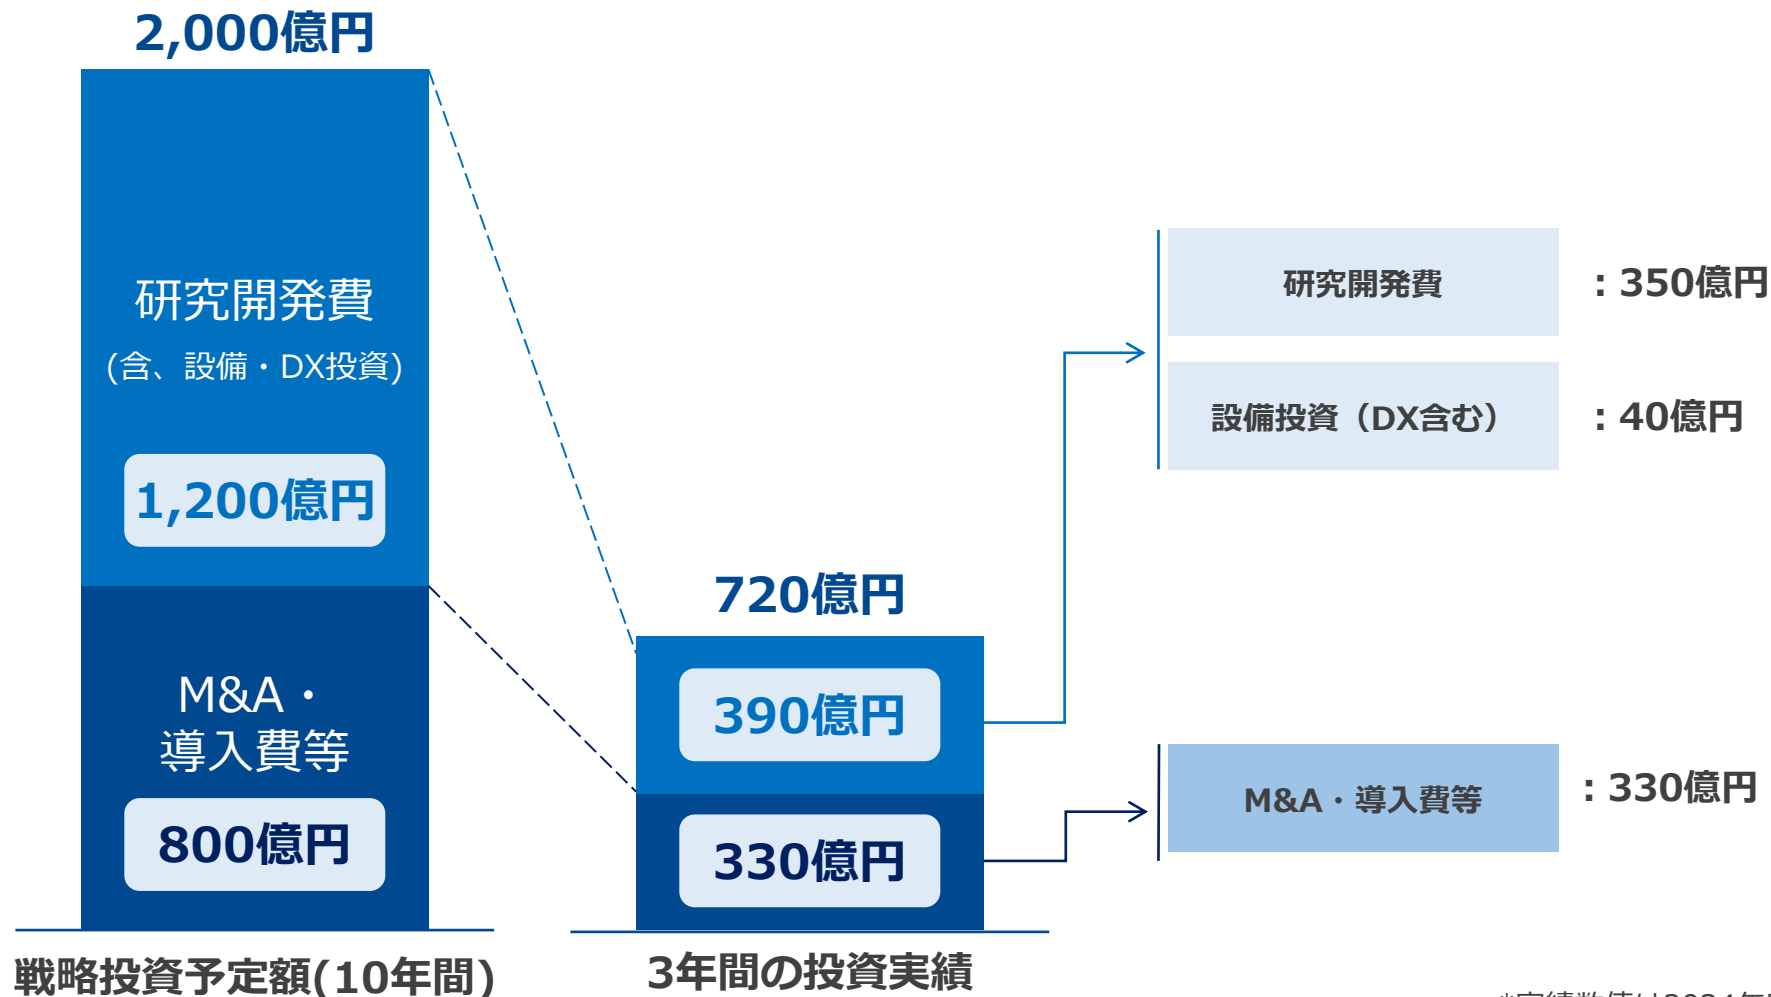 2,000億円
研究開発費
(含、設備・DX投資)
1,200億円
M&A・
導入費等
800億円
戦略投資予定額(10年間)
720億円
390億円
330億円
3年間の投資実績
研究開発費
:350億円
設備投資(DX含む)
:40億円
M&A・導入費等
:330億円